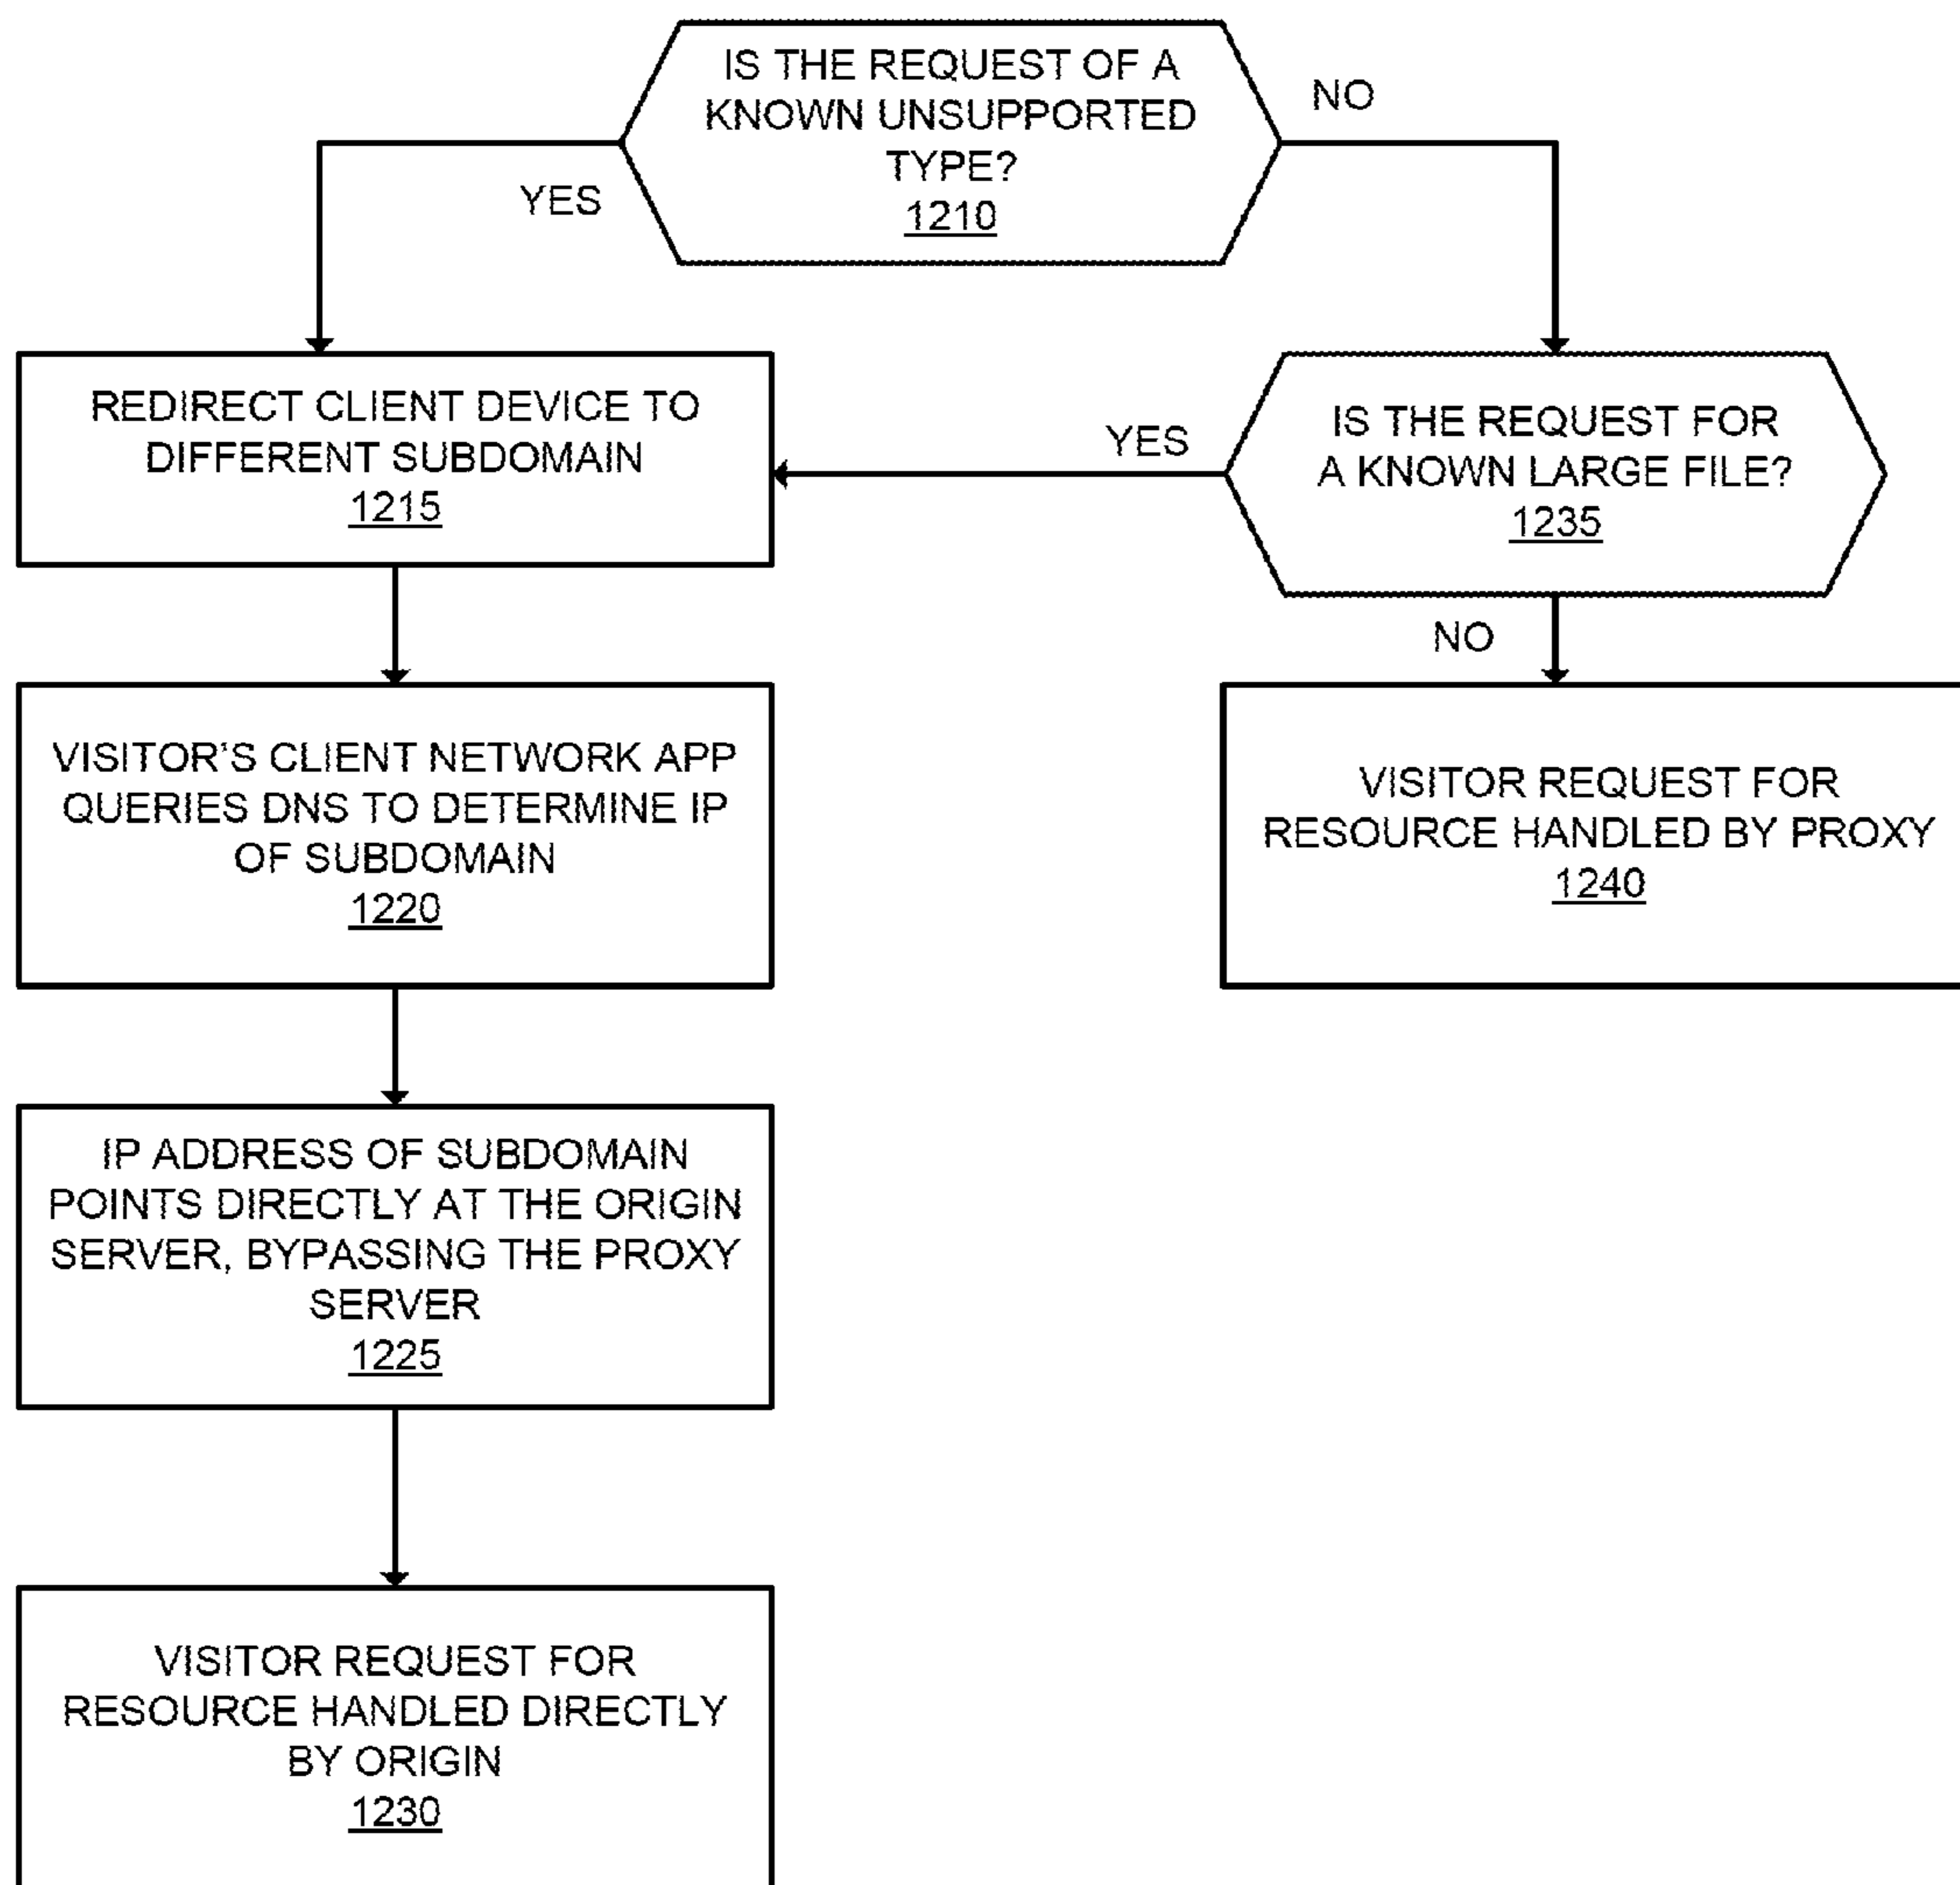 IS THE REQUEST OF A
KNOWN UNSUPPORTED
TYPE?
1210
NO
YES
REDIRECT CLIENT DEVICE TO
DIFFERENT SUBDOMAIN
1215
YES
IS THE REQUEST FOR
A KNOWN LARGE FILE?
1235
NO
VISITOR'S CLIENT NETWORK APP
QUERIES DNS TO DETERMINE IP
OF SUBDOMAIN
1220
VISITOR REQUEST FOR
RESOURCE HANDLED BY PROXY
1240
IP ADDRESS OF SUBDOMAIN
POINTS DIRECTLY AT THE ORIGIN
SERVER, BYPASSING THE PROXY
SERVER
1225
VISITOR REQUEST FOR
RESOURCE HANDLED DIRECTLY
BY ORIGIN
1230